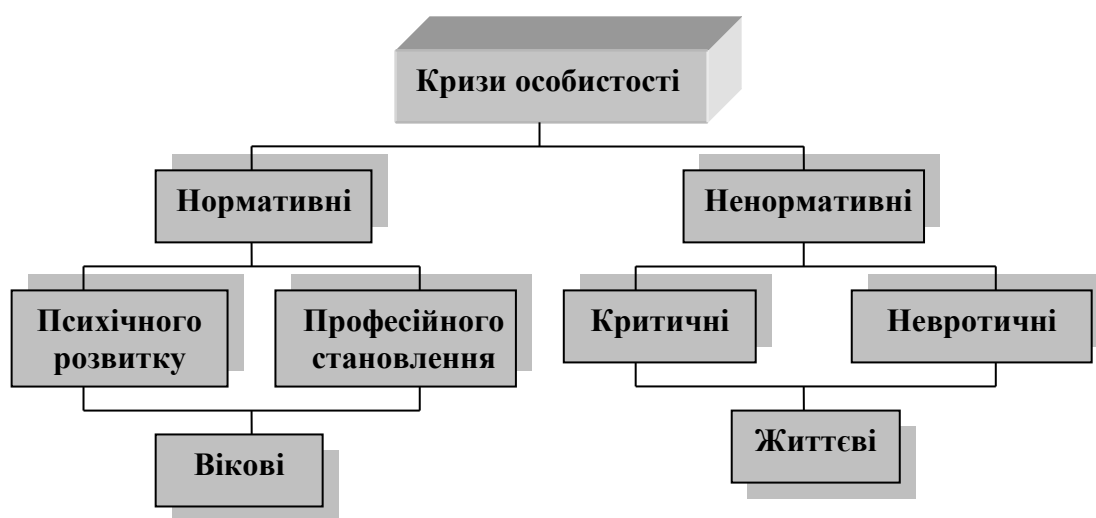 Кризи особистості
Нормативні
Ненормативні
Психічного
розвитку
Професійного
становлення
Критичні
Невротичні
Вікові
Життєві